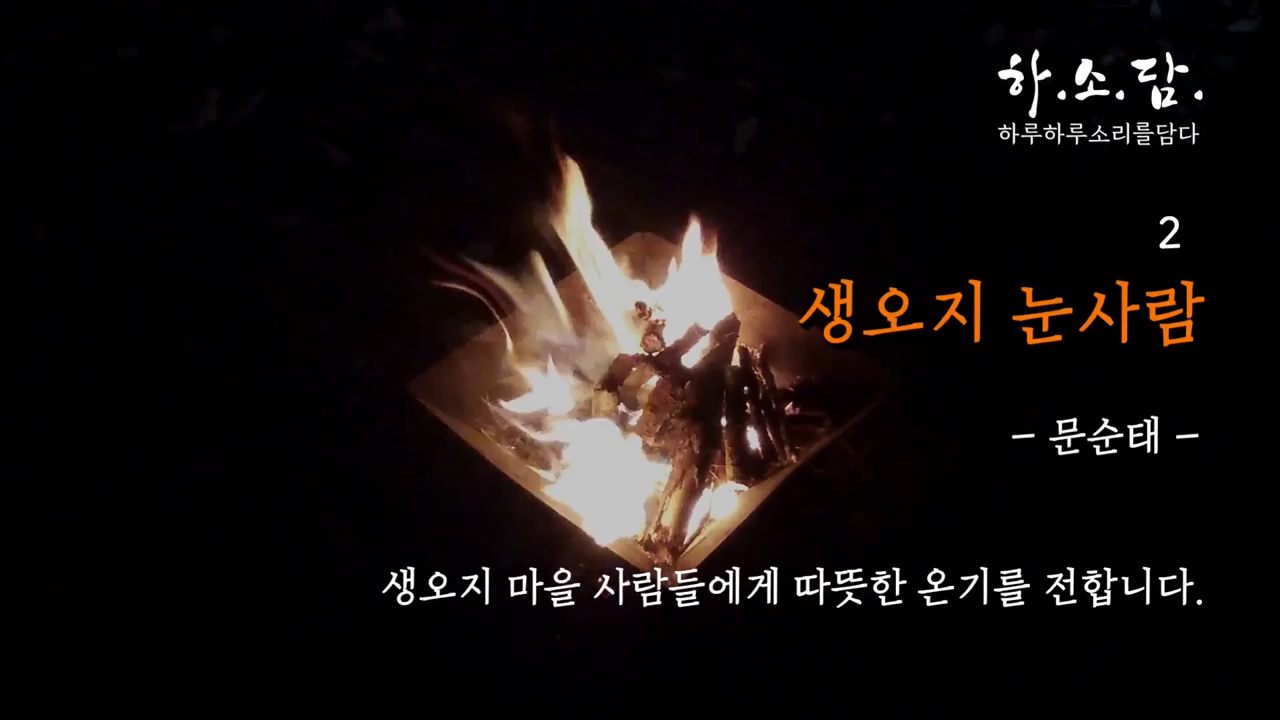 하.소.담.
하루하루소리를담다
2
생오지 눈사람
– 문순태 –
생오지 마을 사람들에게 따뜻한 온기를 전합니다.